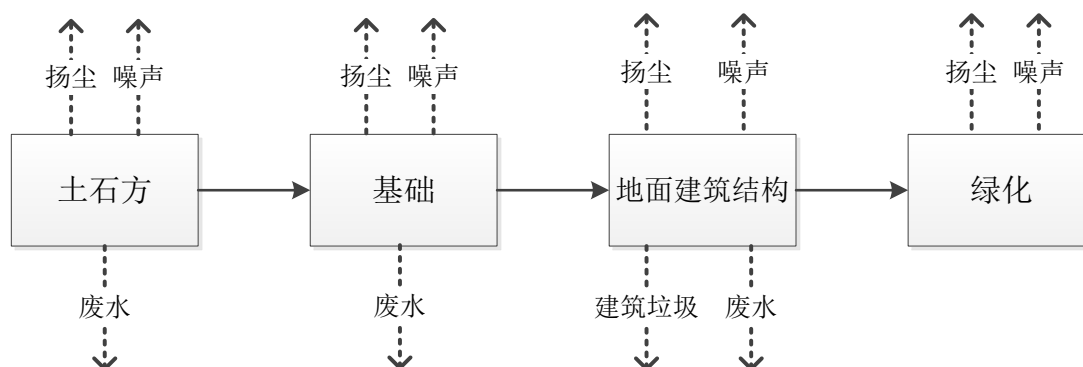 扬尘 噪声 扬尘 噪声 扬尘 噪声 扬尘 噪声
土石方 基础 地面建筑结构 绿化
废水 废水 建筑垃圾 废水